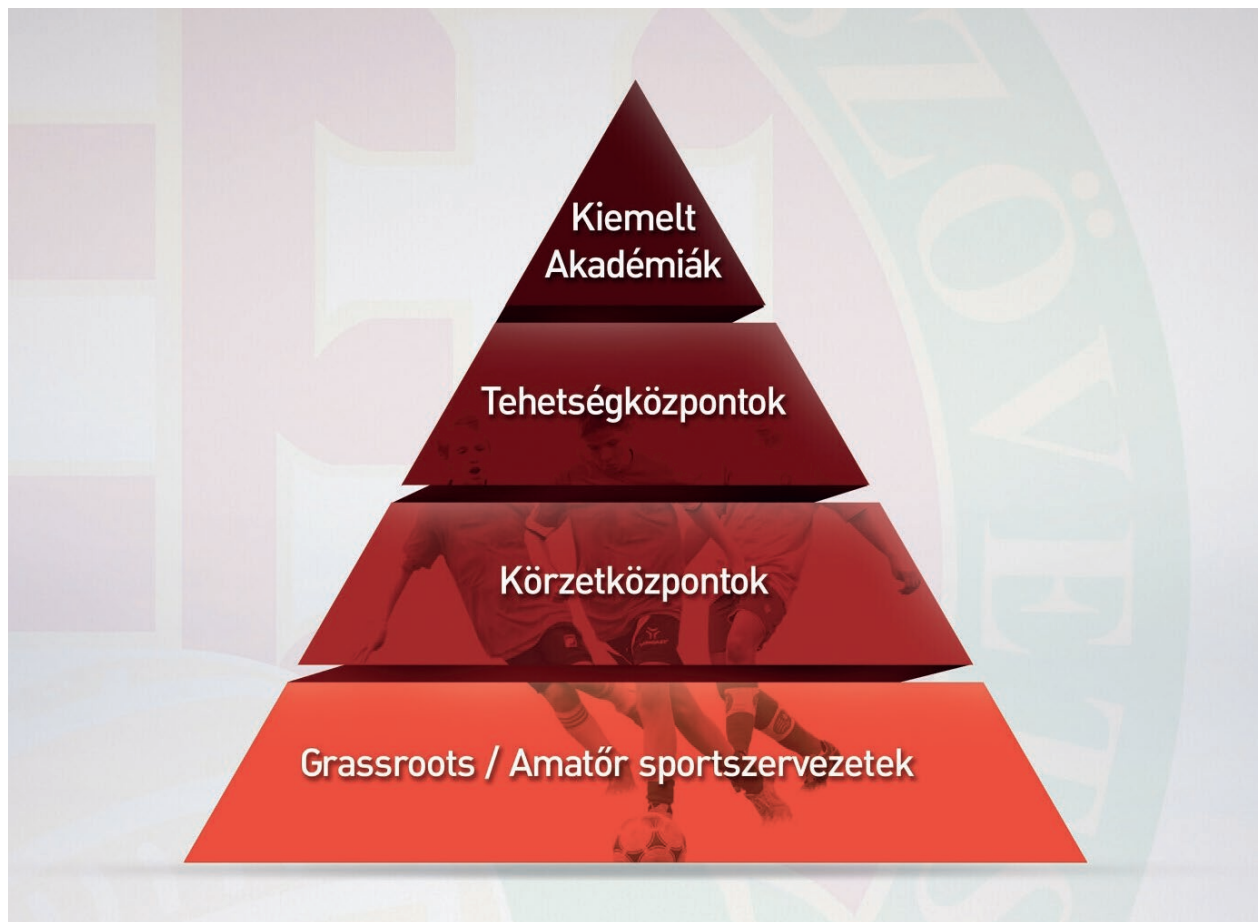 Kiemelt
Akadémiák
Tehetségközpontok
Körzetközpontok
Grassroots / Amatőr sportszervezetek